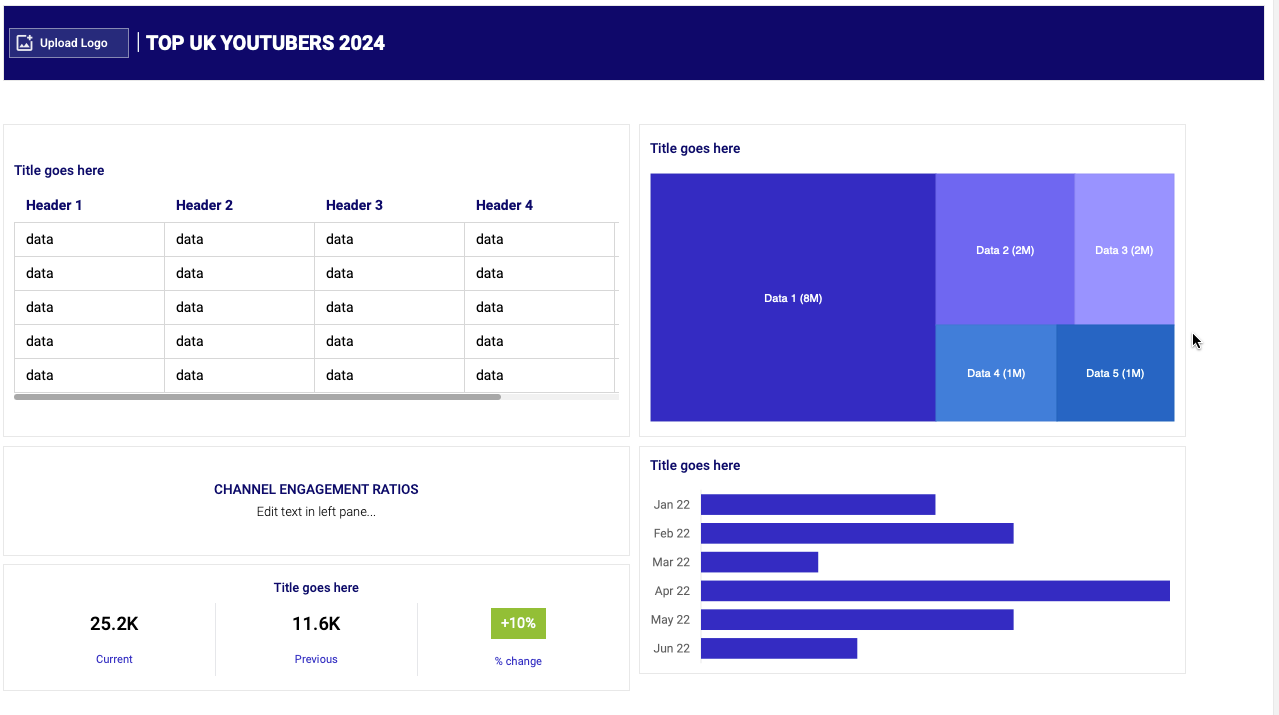 Upload Logo | TOP UK YOUTUBERS 2024
Title goes here
Header 1 Header 2 Header 3 Header 4
data data data data
data data data data
data data data data
data data data data
data data data data
Title goes here
Data 1 (8M)
Data 2 (2M)
Data 3 (2M)
Data 4 (1M)
Data 5 (1M)
CHANNEL ENGAGEMENT RATIOS
Edit text in left pane...
Title goes here
25.2K 11.6K +10%
Current Previous % change
Title goes here
Jan 22
Feb 22
Mar 22
Apr 22
May 22
Jun 22